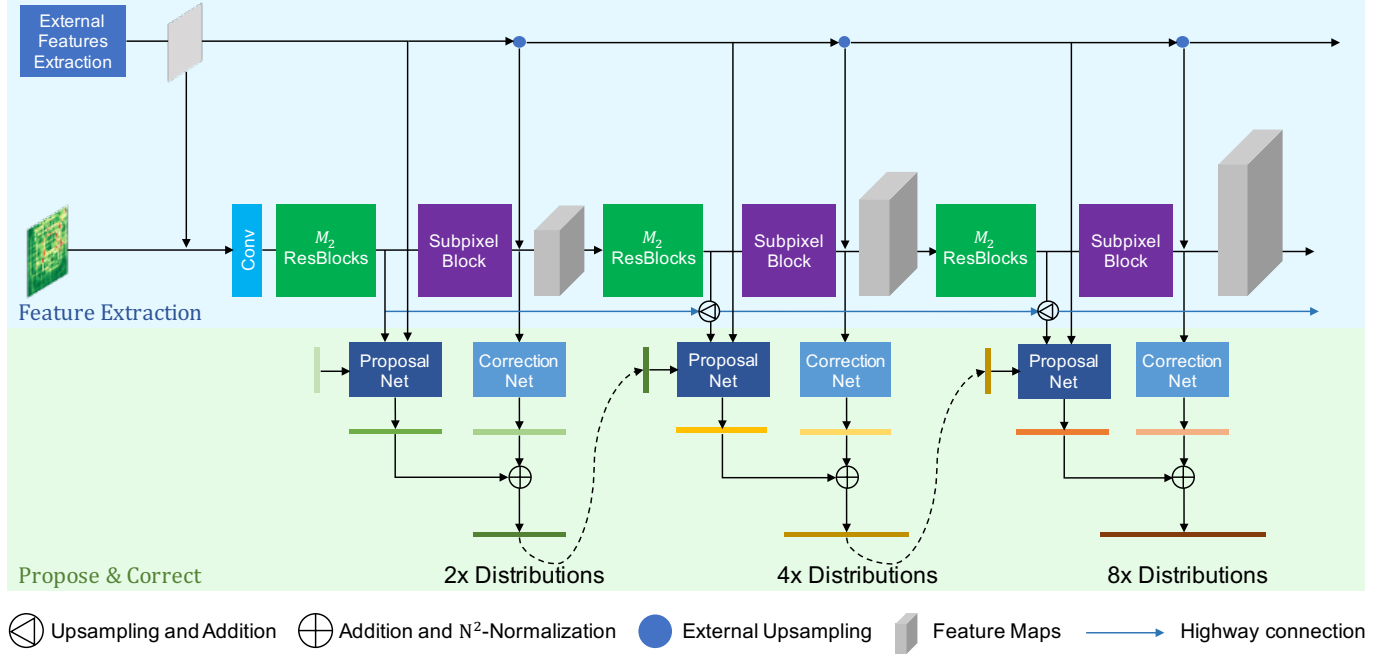 External
Features
Extraction
Conv
M₂
ResBlocks
Subpixel
Block
M₂
ResBlocks
Subpixel
Block
M₂
ResBlocks
Subpixel
Block
Feature Extraction
Proposal
Net
Correction
Net
Proposal
Net
Correction
Net
Proposal
Net
Correction
Net
Propose & Correct
2x Distributions
4x Distributions
8x Distributions
Upsampling and Addition
Addition and N²-Normalization
External Upsampling
Feature Maps
Highway connection